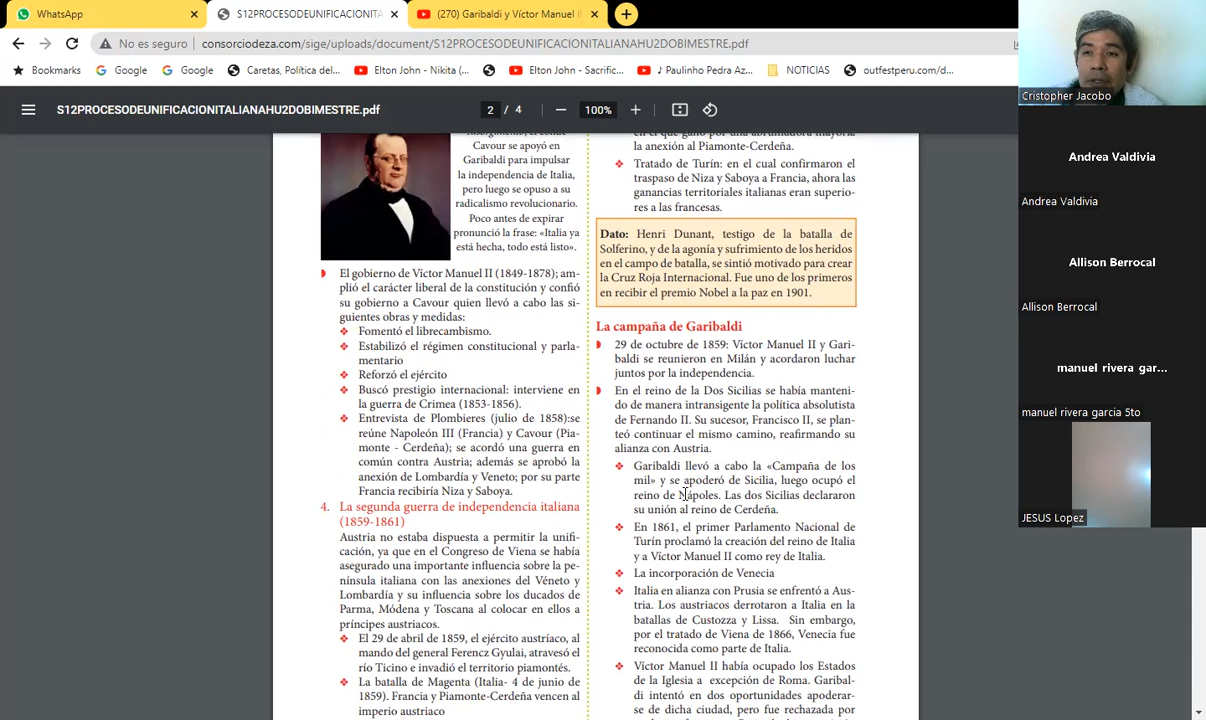 WhatsApp
S12PROCESODEUNIFICACIONITA
(270) Garibaldi y Víctor Manuel I
No es seguro
consorciodeza.com/sige/uploads/document/S12PROCESODEUNIFICACIONITALIANAHU2DOBIMESTRE.pdf
Bookmarks
Google
Google
Caretas, Política del...
Elton John - Nikita (...
Elton John - Sacrific...
♪ Paulinho Pedra Az...
NOTICIAS
outfestperu.com/d...
S12PROCESODEUNIFICACIONITALIANAHU2DOBIMESTRE.pdf
2 / 4
100%
Cavour se apoyó en
Garibaldi para impulsar
la independencia de Italia,
pero luego se opuso a su
radicalismo revolucionario.
Poco antes de expirar
pronunció la frase: «Italia ya
está hecha, todo está listo».
El gobierno de Víctor Manuel II (1849-1878); am-
plió el carácter liberal de la constitución y confió
su gobierno a Cavour quien llevó a cabo las si-
guientes obras y medidas:
Fomentó el librecambismo.
Estabilizó el régimen constitucional y parla-
mentario
Reforzó el ejército
Buscó prestigio internacional: interviene en
la guerra de Crimea (1853-1856).
Entrevista de Plombieres (julio de 1858):se
reúne Napoleón III (Francia) y Cavour (Pia-
monte - Cerdeña); se acordó una guerra en
común contra Austria; además se aprobó la
anexión de Lombardía y Veneto; por su parte
Francia recibiría Niza y Saboya.
4. La segunda guerra de independencia italiana
(1859-1861)
Austria no estaba dispuesta a permitir la unifi-
cación, ya que en el Congreso de Viena se había
asegurado una importante influencia sobre la pe-
nínsula italiana con las anexiones del Véneto y
Lombardía y su influencia sobre los ducados de
Parma, Módena y Toscana al colocar en ellos a
príncipes austriacos.
El 29 de abril de 1859, el ejército austríaco, al
mando del general Ferencz Gyulai, atravesó el
río Ticino e invadió el territorio piamontés.
La batalla de Magenta (Italia- 4 de junio de
1859). Francia y Piamonte-Cerdeña vencen al
imperio austriaco
en el que ganó por una abrumadora mayoría
la anexión al Piamonte-Cerdeña.
Tratado de Turín: en el cual confirmaron el
traspaso de Niza y Saboya a Francia, ahora las
ganancias territoriales italianas eran superio-
res a las francesas.
Dato: Henri Dunant, testigo de la batalla de
Solferino, y de la agonía y sufrimiento de los heridos
en el campo de batalla, se sintió motivado para crear
la Cruz Roja Internacional. Fue uno de los primeros
en recibir el premio Nobel a la paz en 1901.
La campaña de Garibaldi
29 de octubre de 1859: Víctor Manuel II y Gari-
baldi se reunieron en Milán y acordaron luchar
juntos por la independencia.
En el reino de la Dos Sicilias se había manteni-
do de manera intransigente la política absolutista
de Fernando II. Su sucesor, Francisco II, se plan-
teó continuar el mismo camino, reafirmando su
alianza con Austria.
Garibaldi llevó a cabo la «Campaña de los
mil» y se apoderó de Sicilia, luego ocupó el
reino de Nápoles. Las dos Sicilias declararon
su unión al reino de Cerdeña.
En 1861, el primer Parlamento Nacional de
Turín proclamó la creación del reino de Italia
y a Víctor Manuel II como rey de Italia.
La incorporación de Venecia
Italia en alianza con Prusia se enfrentó a Aus-
tria. Los austriacos derrotaron a Italia en la
batallas de Custozza y Lissa. Sin embargo,
por el tratado de Viena de 1866, Venecia fue
reconocida como parte de Italia.
Víctor Manuel II había ocupado los Estados
de la Iglesia a excepción de Roma. Garibal-
di intentó en dos oportunidades apoderar-
se de dicha ciudad, pero fue rechazada por
Cristopher Jacobo
Andrea Valdivia
Andrea Valdivia
Allison Berrocal
Allison Berrocal
manuel rivera gar...
manuel rivera garcia 5to
JESUS Lopez